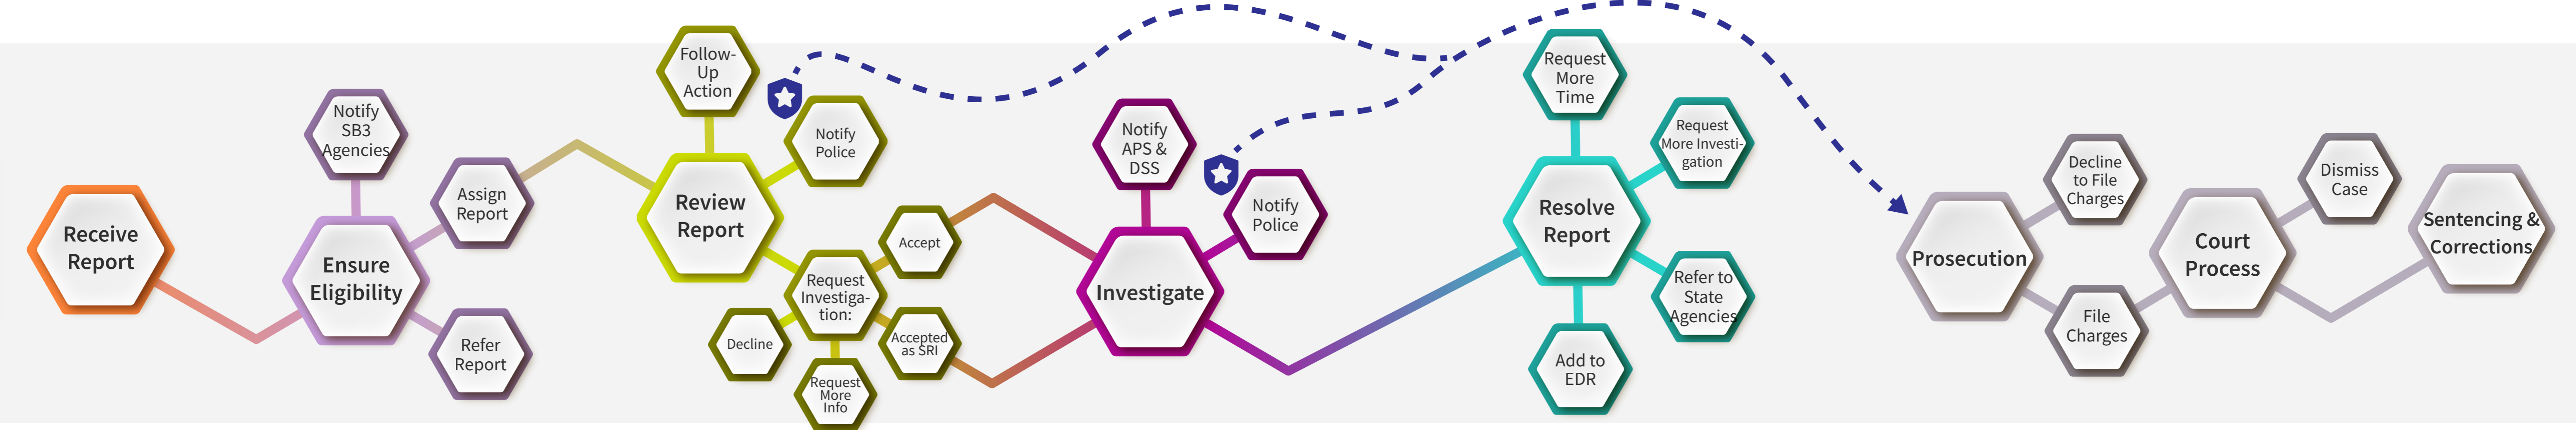 Receive
Report
Notify
SB3
Agencies
Ensure
Eligibility
Assign
Report
Refer
Report
Follow-
Up
Action
Notify
Police
Review
Report
Request
Investiga-
tion:
Accept
Decline
Accepted
as SRI
Request
More
Info
Notify
APS &
DSS
Notify
Police
Investigate
Request
More
Time
Request
More Investi-
gation
Resolve
Report
Refer to
State
Agencies
Add to
EDR
Prosecution
Decline
to File
Charges
File
Charges
Court
Process
Dismiss
Case
Sentencing &
Corrections